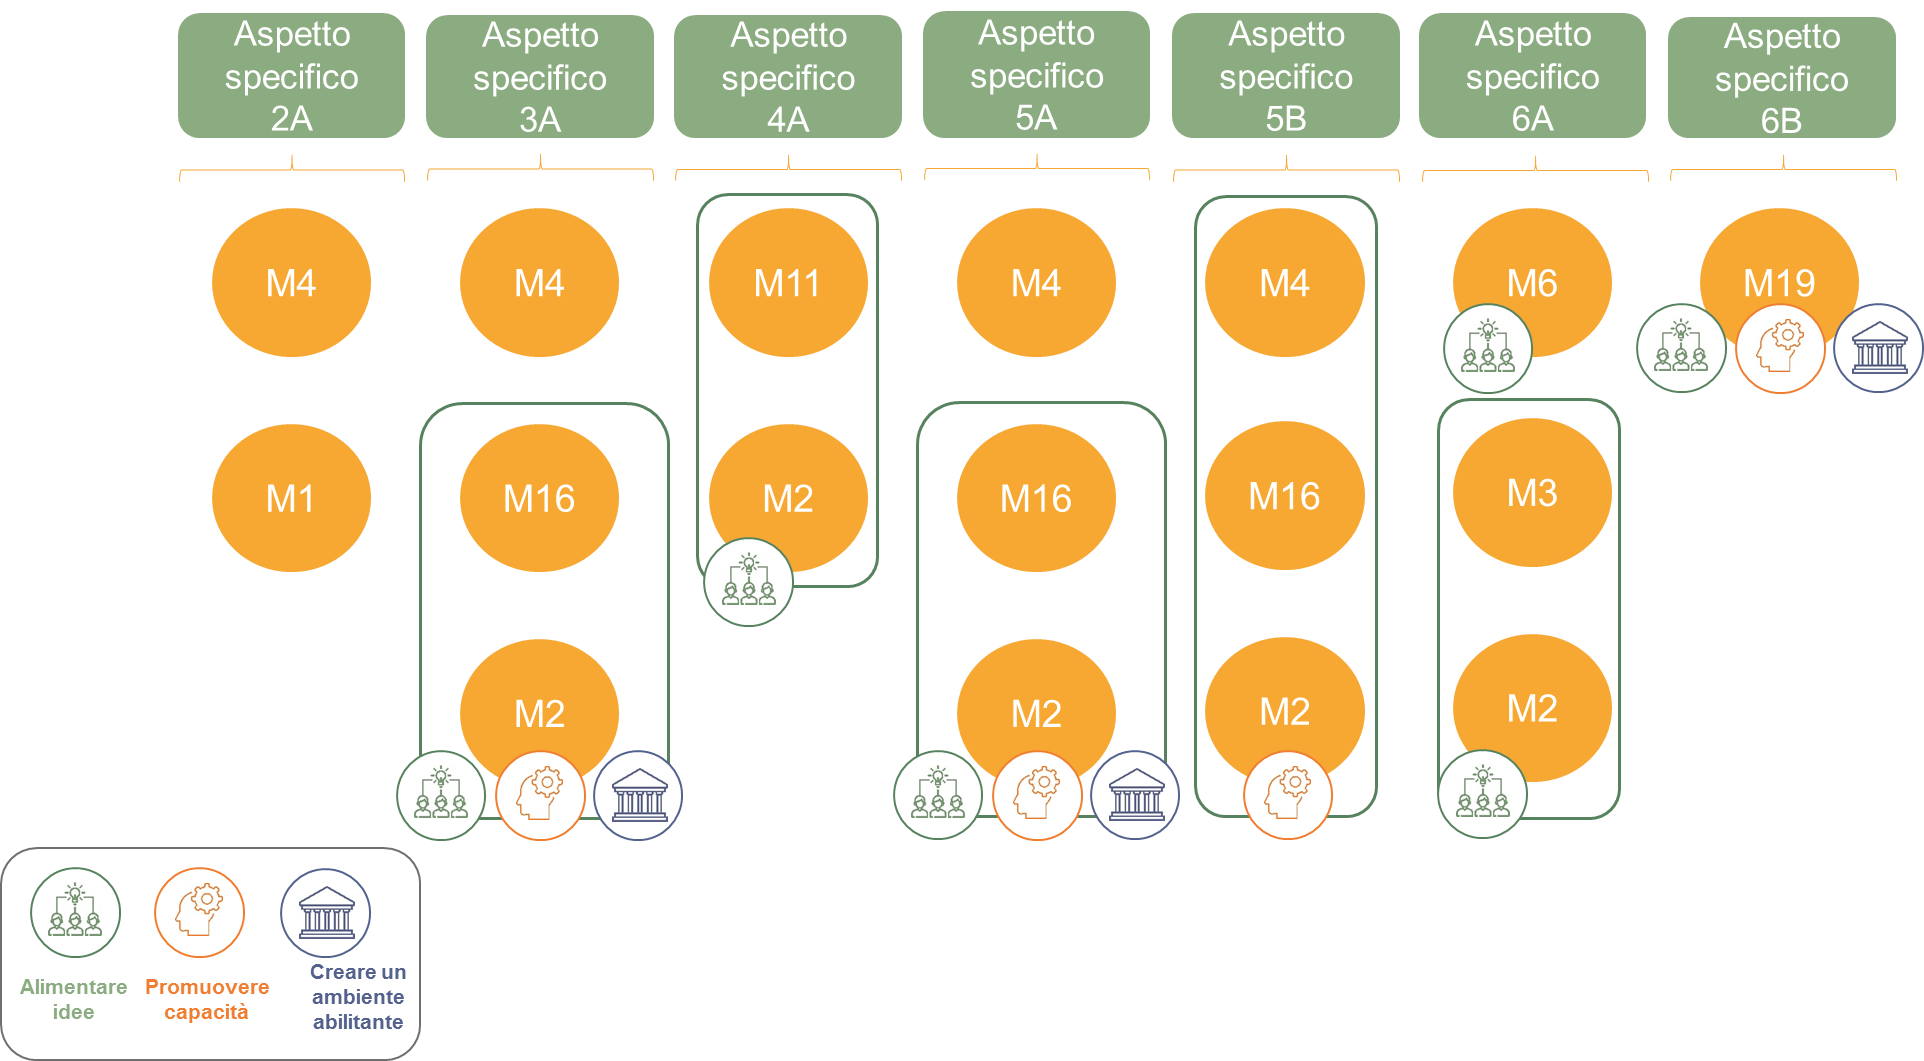 Aspetto
specifico
2A
Aspetto
specifico
3A
Aspetto
specifico
4A
Aspetto
specifico
5A
Aspetto
specifico
5B
Aspetto
specifico
6A
Aspetto
specifico
6B
M4
M4
M11
M4
M4
M6
M19
M1
M16
M2
M16
M16
M3
M2
M2
M2
M2
Alimentare
idee
Promuovere
capacità
Creare un
ambiente
abilitante